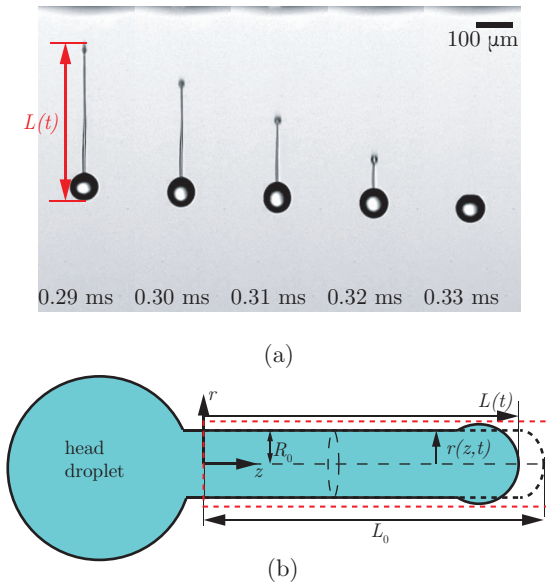 100 μm
L(t)
0.29 ms 0.30 ms 0.31 ms 0.32 ms 0.33 ms
(a)
r
L(t)
head
droplet
R₀
r(z,t)
z
L₀
(b)